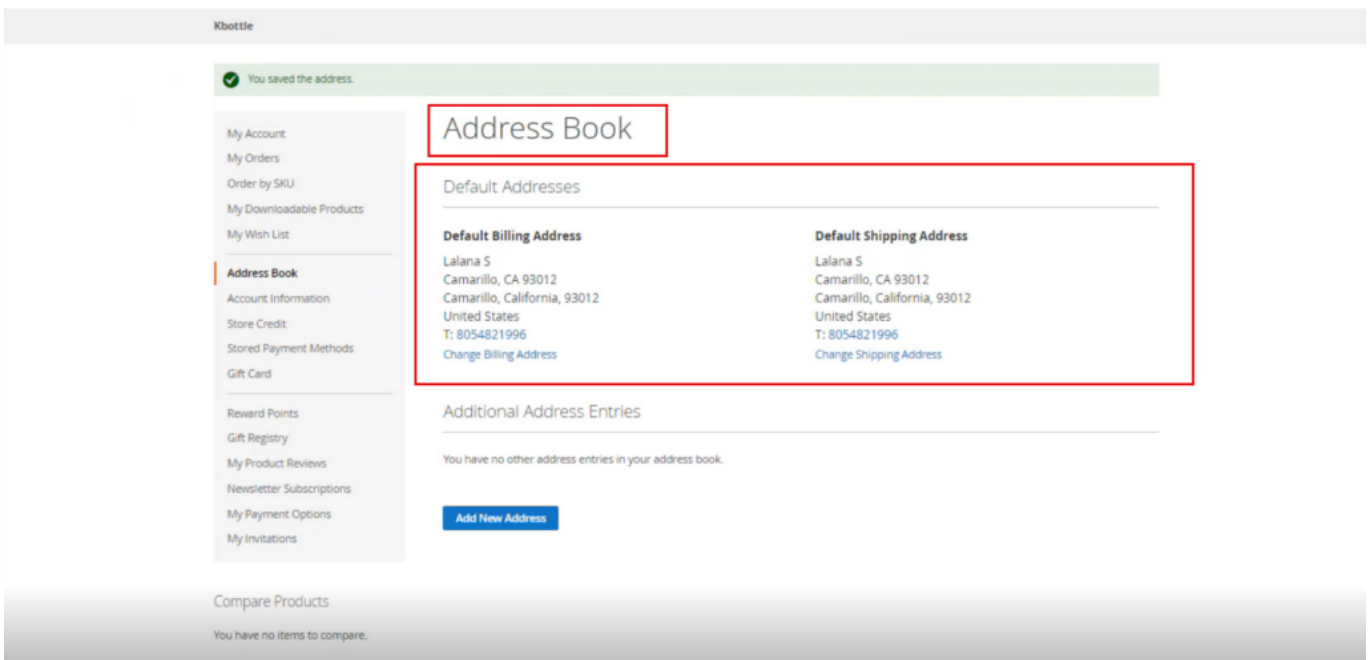 Kbottle
You saved the address.
My Account
My Orders
Order by SKU
My Downloadable Products
My Wish List
Address Book
Account Information
Store Credit
Stored Payment Methods
Gift Card
Reward Points
Gift Registry
My Product Reviews
Newsletter Subscriptions
My Payment Options
My Invitations
Address Book
Default Addresses
Default Billing Address
Lalana S
Camarillo, CA 93012
Camarillo, California, 93012
United States
T: 8054821996
Change Billing Address
Default Shipping Address
Lalana S
Camarillo, CA 93012
Camarillo, California, 93012
United States
T: 8054821996
Change Shipping Address
Additional Address Entries
You have no other address entries in your address book.
Add New Address
Compare Products
You have no items to compare.